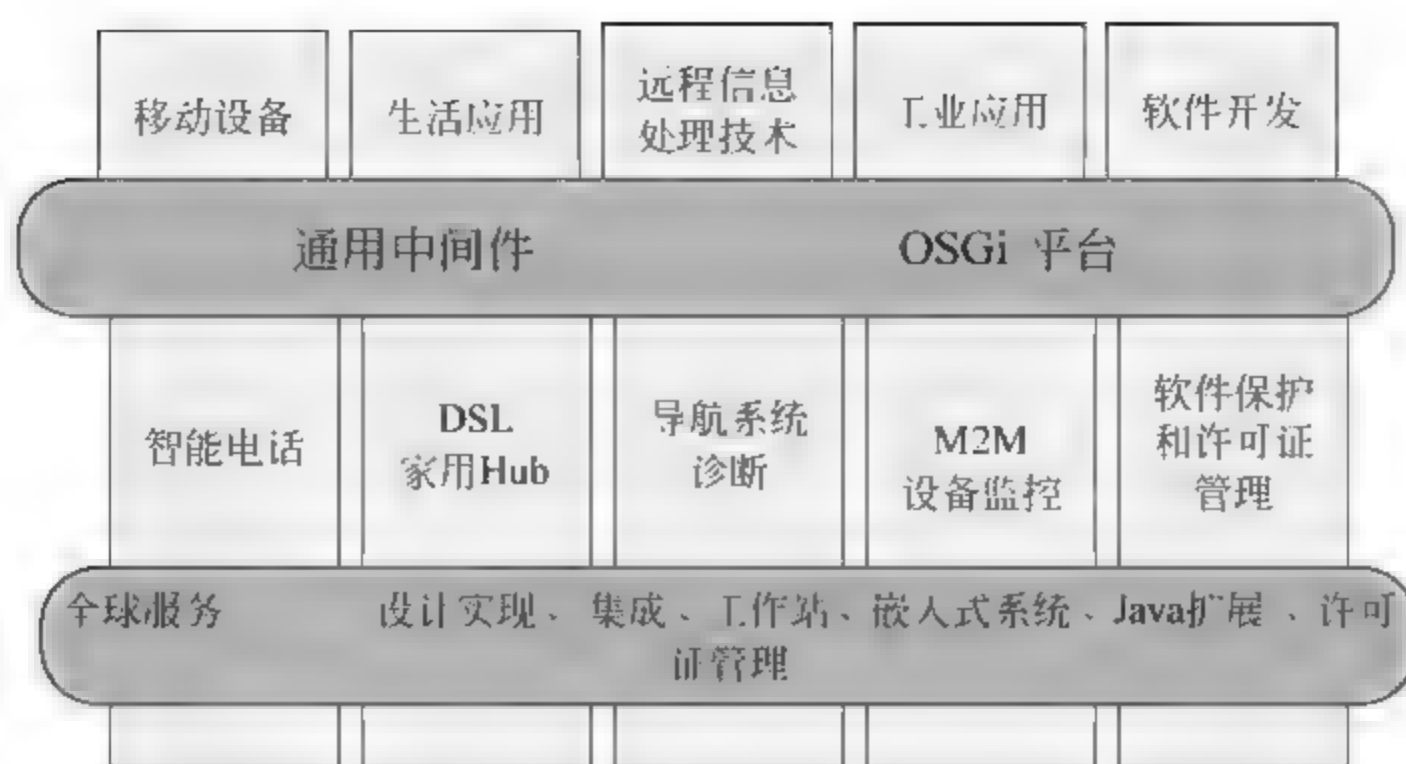 移动设备
生活应用
远程信息
处理技术
工业应用
软件开发
通用中间件 OSGi 平台
智能电话
DSL
家用Hub
导航系统
诊断
M2M
设备监控
软件保护
和许可证
管理
全球服务 设计实现、集成、工作站、嵌入式系统、Java扩展、许可
证管理